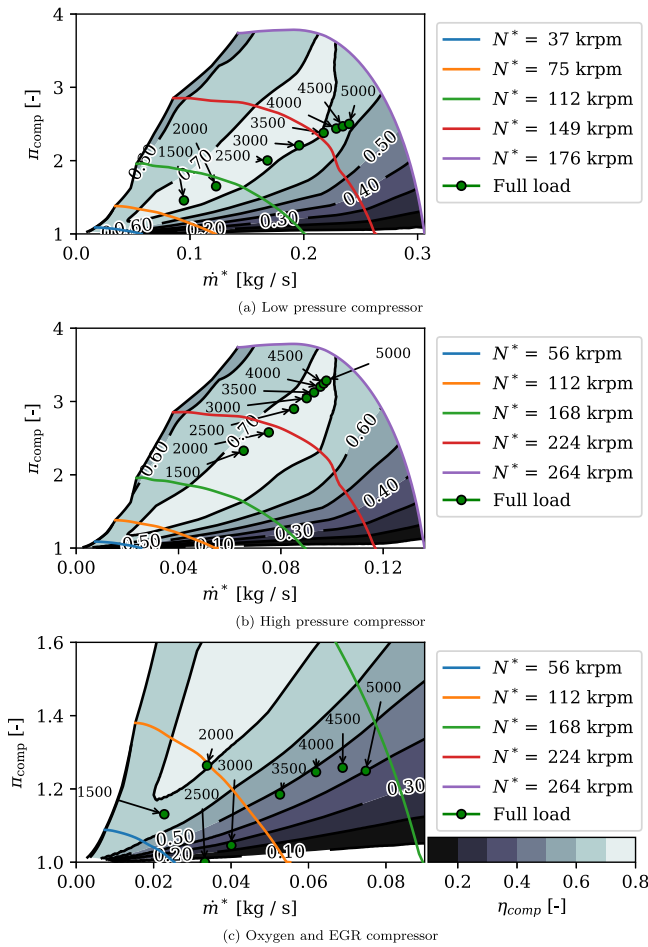 4
3
2
1
π_comp [-]
0.0
0.1
0.2
0.3
ṁ* [kg / s]
4500
5000
4000
3500
3000
2500
2000
1500
0.60
0.70
0.50
0.40
0.60
0.20
0.30
N* = 37 krpm
N* = 75 krpm
N* = 112 krpm
N* = 149 krpm
N* = 176 krpm
Full load
(a) Low pressure compressor
4
3
2
1
π_comp [-]
0.00
0.04
0.08
0.12
ṁ* [kg / s]
5000
4500
4000
3500
3000
2500
2000
1500
0.70
0.60
0.60
0.40
0.30
0.50
0.10
N* = 56 krpm
N* = 112 krpm
N* = 168 krpm
N* = 224 krpm
N* = 264 krpm
Full load
(b) High pressure compressor
1.6
1.4
1.2
1.0
π_comp [-]
0.00
0.02
0.04
0.06
0.08
ṁ* [kg / s]
5000
4500
4000
3500
2000
3000
2500
1500
0.50
0.20
0.10
0.30
N* = 56 krpm
N* = 112 krpm
N* = 168 krpm
N* = 224 krpm
N* = 264 krpm
Full load
0.2
0.4
0.6
0.8
η_comp [-]
(c) Oxygen and EGR compressor